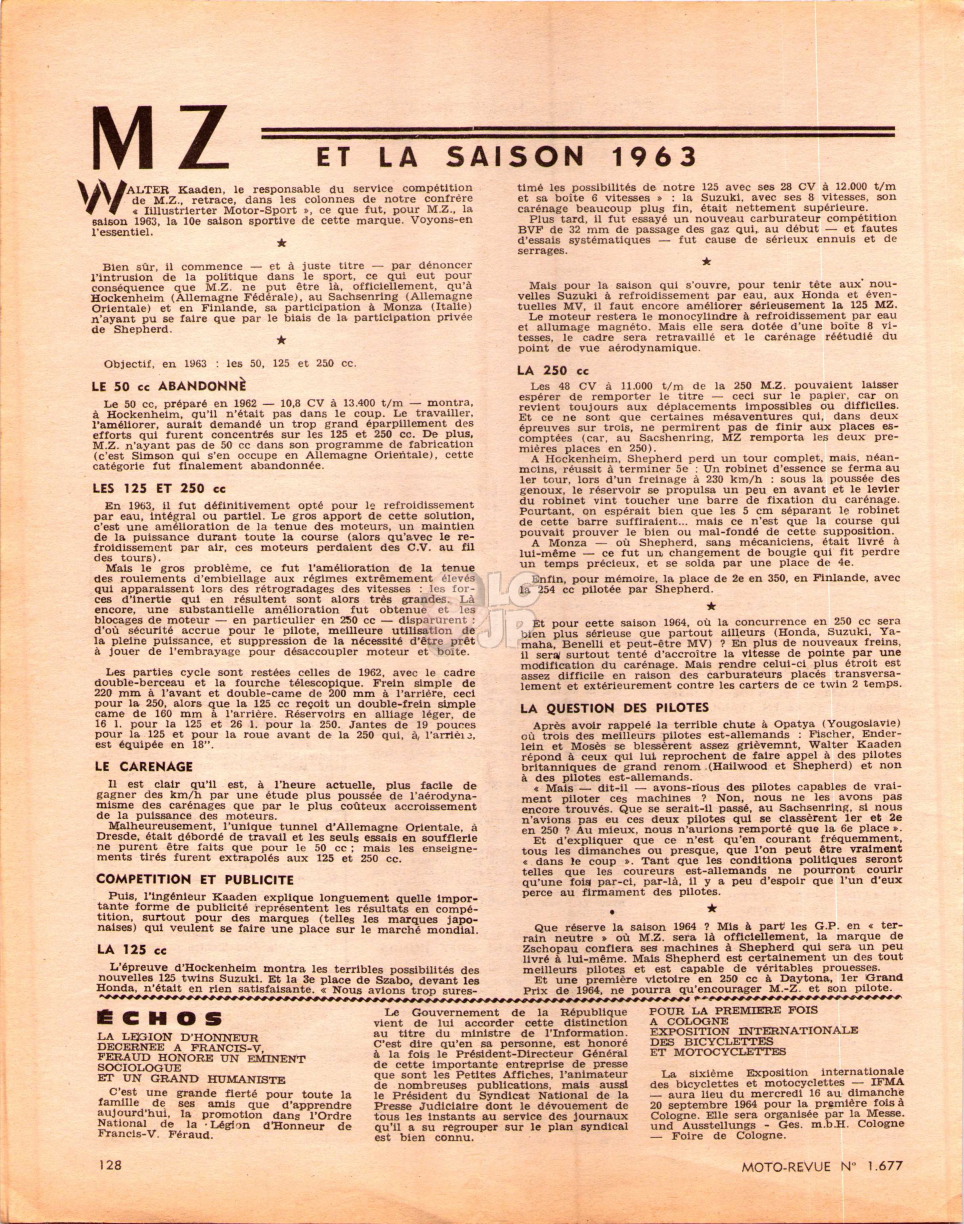 MZ
ET LA SAISON 1963
WALTER Kaaden, le responsable du service compétition
de M.Z., retrace, dans les colonnes de notre confrère
« Iillustrierter Motor-Sport », ce que fut, pour M.Z., la
saison 1963, la 10e saison sportive de cette marque. Voyons-en
l'essentiel.
★
Bien sûr, il commence — et à juste titre — par dénoncer
l'intrusion de la politique dans le sport, ce qui eut pour
conséquence que M.Z. ne put être là, officiellement, qu'à
Hockenheim (Allemagne Fédérale), au Sachsenring (Allemagne
Orientale) et en Finlande, sa participation à Monza (Italie)
n'ayant pu se faire que par le biais de la participation privée
de Shepherd.
★
Objectif, en 1963 : les 50, 125 et 250 cc.
LE 50 cc ABANDONNÈ
Le 50 cc, préparé en 1962 — 10,8 CV à 13.400 t/m — montra,
à Hockenheim, qu'il n'était pas dans le coup. Le travailler,
l'améliorer, aurait demandé un trop grand éparpillement des
efforts qui furent concentrés sur les 125 et 250 cc. De plus,
M.Z. n'ayant pas de 50 cc dans son programme de fabrication
(c'est Simson qui s'en occupe en Allemagne Orientale), cette
catégorie fut finalement abandonnée.
LES 125 ET 250 cc
En 1963, il fut définitivement opté pour le refroidissement
par eau, intégral ou partiel. Le gros apport de cette solution,
c'est une amélioration de la tenue des moteurs, un maintien
de la puissance durant toute la course (alors qu'avec le re-
froidissement par air, ces moteurs perdaient des C.V. au fil
des tours).
Mais le gros problème, ce fut l'amélioration de la tenue
des roulements d'embiellage aux régimes extrêmement élevés
qui apparaissent lors des rétrogradages des vitesses : les for-
ces d'inertie qui en résultent sont alors très grandes. Là
encore, une substantielle amélioration fut obtenue et les
blocages de moteur — en particulier en 250 cc — disparurent :
d'où sécurité accrue pour le pilote, meilleure utilisation de
la pleine puissance, et suppression de la nécessité d'être prêt
à jouer de l'embrayage pour désaccoupler moteur et boîte.
Les parties cycle sont restées celles de 1962, avec le cadre
double-berceau et la fourche télescopique. Frein simple de
220 mm à l'avant et double-came de 200 mm à l'arrière, ceci
pour la 250, alors que la 125 cc reçoit un double-frein simple
came de 160 mm à l'arrière. Réservoirs en alliage léger, de
16 l. pour la 125 et 26 l. pour la 250. Jantes de 19 pouces
pour la 125 et pour la roue avant de la 250 qui, à, l'arrière,
est équipée en 18".
LE CARENAGE
Il est clair qu'il est, à l'heure actuelle, plus facile de
gagner des km/h par une étude plus poussée de l'aérodyna-
misme des carénages que par le plus coûteux accroissement
de la puissance des moteurs.
Malheureusement, l'unique tunnel d'Allemagne Orientale, à
Dresde, était débordé de travail et les seuls essais en soufflerie
ne purent être faits que pour le 50 cc ; mais les enseigne-
ments tirés furent extrapolés aux 125 et 250 cc.
COMPETITION ET PUBLICITE
Puis, l'ingénieur Kaaden explique longuement quelle impor-
tante forme de publicité représentent les résultats en compé-
tition, surtout pour des marques (telles les marques japo-
naises) qui veulent se faire une place sur le marché mondial.
LA 125 cc
L'épreuve d'Hockenheim montra les terribles possibilités des
nouvelles 125 twins Suzuki. Et la 3e place de Szabo, devant les
Honda, n'était en rien satisfaisante. « Nous avions trop sures-
timé les possibilités de notre 125 avec ses 28 CV à 12.000 t/m
et sa boîte 6 vitesses » : la Suzuki, avec ses 8 vitesses, son
carénage beaucoup plus fin, était nettement supérieure.
Plus tard, il fut essayé un nouveau carburateur compétition
BVF de 32 mm de passage des gaz qui, au début — et fautes
d'essais systématiques — fut cause de sérieux ennuis et de
serrages.
★
Mais pour la saison qui s'ouvre, pour tenir tête aux nou-
velles Suzuki à refroidissement par eau, aux Honda et éven-
tuelles MV, il faut encore améliorer sérieusement la 125 MZ.
Le moteur restera le monocylindre à refroidissement par eau
et allumage magnéto. Mais elle sera dotée d'une boîte 8 vi-
tesses, le cadre sera retravaillé et le carénage réétudié du
point de vue aérodynamique.
LA 250 cc
Les 48 CV à 11.000 t/m de la 250 M.Z. pouvaient laisser
espérer de remporter le titre — ceci sur le papier, car on
revient toujours aux déplacements impossibles ou difficiles.
Et ce ne sont que certaines mésaventures qui, dans deux
épreuves sur trois, ne permirent pas de finir aux places es-
comptées (car, au Sacshenring, MZ remporta les deux pre-
mières places en 250).
A Hockenheim, Shepherd perd un tour complet, mais, néan-
moins, réussit à terminer 5e : Un robinet d'essence se ferma au
1er tour, lors d'un freinage à 230 km/h : sous la poussée des
genoux, le réservoir se propulsa un peu en avant et le levier
du robinet vint toucher une barre de fixation du carénage.
Pourtant, on espérait bien que les 5 cm séparant le robinet
de cette barre suffiraient... mais ce n'est que la course qui
pouvait prouver le bien ou mal-fondé de cette supposition.
A Monza — où Shepherd, sans mécaniciens, était livré à
lui-même — ce fut un changement de bougie qui fit perdre
un temps précieux, et se solda par une place de 4e.
Enfin, pour mémoire, la place de 2e en 350, en Finlande, avec
la 254 cc pilotée par Shepherd.
★
Et pour cette saison 1964, où la concurrence en 250 cc sera
bien plus sérieuse que partout ailleurs (Honda, Suzuki, Ya-
maha, Benelli et peut-être MV) ? En plus de nouveaux freins,
il sera surtout tenté d'accroître la vitesse de pointe par une
modification du carénage. Mais rendre celui-ci plus étroit est
assez difficile en raison des carburateurs placés transversa-
lement et extérieurement contre les carters de ce twin 2 temps.
LA QUESTION DES PILOTES
Après avoir rappelé la terrible chute à Opatya (Yougoslavie)
où trois des meilleurs pilotes est-allemands : Fischer, Ender-
lein et Mosès se blessèrent assez grièvemnt, Walter Kaaden
répond à ceux qui lui reprochent de faire appel à des pilotes
britanniques de grand renom (Hailwood et Shepherd) et non
à des pilotes est-allemands.
« Mais — dit-il — avons-nous des pilotes capables de vrai-
ment piloter ces machines ? Non, nous ne les avons pas
encore trouvés. Que se serait-il passé, au Sachsenring, si nous
n'avions pas eu ces deux pilotes qui se classèrent 1er et 2e
en 250 ? Au mieux, nous n'aurions remporté que la 6e place ».
Et d'expliquer que ce n'est qu'en courant fréquemment,
tous les dimanches ou presque, que l'on peut être vraiment
« dans le coup ». Tant que les conditions politiques seront
telles que les coureurs est-allemands ne pourront courir
qu'une fois par-ci, par-là, il y a peu d'espoir que l'un d'eux
perce au firmament des pilotes.
★
Que réserve la saison 1964 ? Mis à part les G.P. en « ter-
rain neutre » où M.Z. sera là officiellement, la marque de
Zschopau confiera ses machines à Shepherd qui sera un peu
livré à lui-même. Mais Shepherd est certainement un des tout
meilleurs pilotes et est capable de véritables prouesses.
Et une première victoire en 250 cc à Daytona, 1er Grand
Prix de 1964, ne pourra qu'encourager M.-Z. et son pilote.
ÉCHOS
LA LEGION D'HONNEUR
DECERNEE A FRANCIS-V,
FERAUD HONORE UN EMINENT
SOCIOLOGUE
ET UN GRAND HUMANISTE
C'est une grande fierté pour toute la
famille de ses amis que d'apprendre
aujourd'hui, la promotion dans l'Ordre
National de la Légion d'Honneur de
Francis-V. Féraud.
Le Gouvernement de la République
vient de lui accorder cette distinction
au titre du ministre de l'Information.
C'est dire qu'en sa personne, est honoré
à la fois le Président-Directeur Général
de cette importante entreprise de presse
que sont les Petites Affiches, l'animateur
de nombreuses publications, mais aussi
le Président du Syndicat National de la
Presse Judiciaire dont le dévouement de
tous les instants au service des journaux
qu'il a su regrouper sur le plan syndical
est bien connu.
POUR LA PREMIERE FOIS
A COLOGNE
EXPOSITION INTERNATIONALE
DES BICYCLETTES
ET MOTOCYCLETTES
La sixième Exposition internationale
des bicyclettes et motocyclettes — IFMA
— aura lieu du mercredi 16 au dimanche
20 septembre 1964 pour la première fois à
Cologne. Elle sera organisée par la Messe.
und Ausstellungs - Ges. m.b.H. Cologne
— Foire de Cologne.
128
MOTO-REVUE N° 1.677